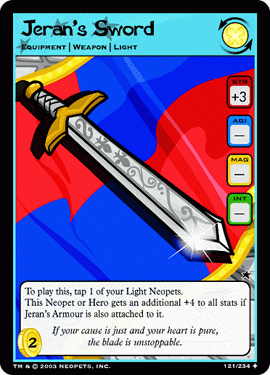 Jeran's Sword
Equipment | Weapon | Light
STR
+3
AGI
–
MAG
–
INT
–
To play this, tap 1 of your Light Neopets.
This Neopet or Hero gets an additional +4 to all stats if
Jeran's Armour is also attached to it.
If your cause is just and your heart is pure,
the blade is unstoppable.
2
TM & © 2003 NEOPETS, INC.
121/234 ♦